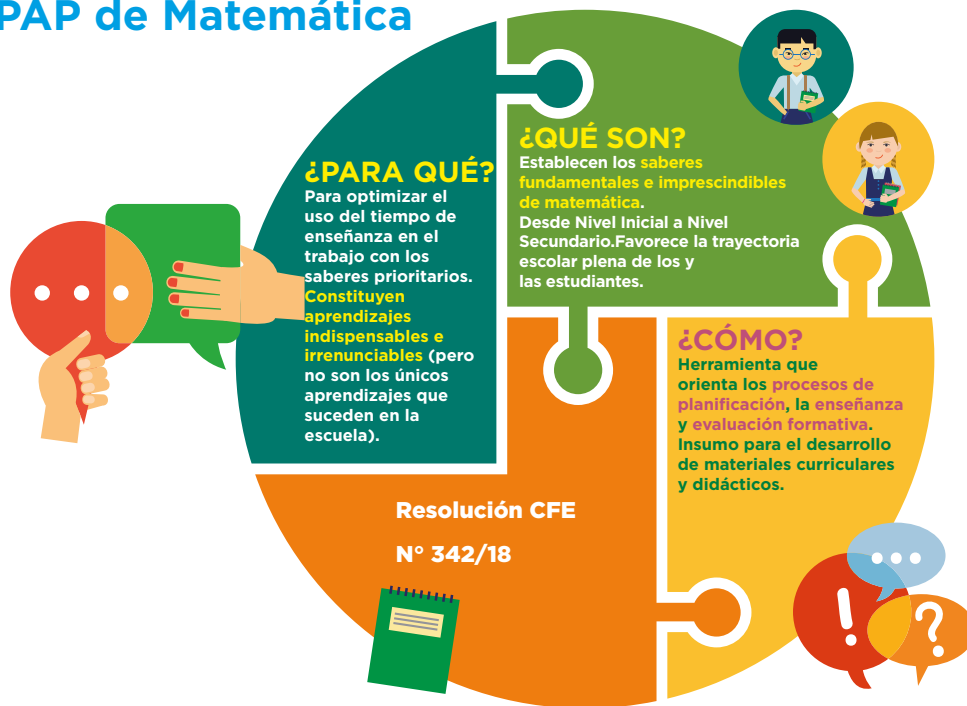 PAP de Matemática
¿PARA QUÉ?
Para optimizar el
uso del tiempo de
enseñanza en el
trabajo con los
saberes prioritarios.
Constituyen
aprendizajes
indispensables e
irrenunciables (pero
no son los únicos
aprendizajes que
suceden en la
escuela).
¿QUÉ SON?
Establecen los saberes
fundamentales e imprescindibles
de matemática.
Desde Nivel Inicial a Nivel
Secundario.Favorece la trayectoria
escolar plena de los y
las estudiantes.
¿CÓMO?
Herramienta que
orienta los procesos de
planificación, la enseñanza
y evaluación formativa.
Insumo para el desarrollo
de materiales curriculares
y didácticos.
Resolución CFE
N° 342/18